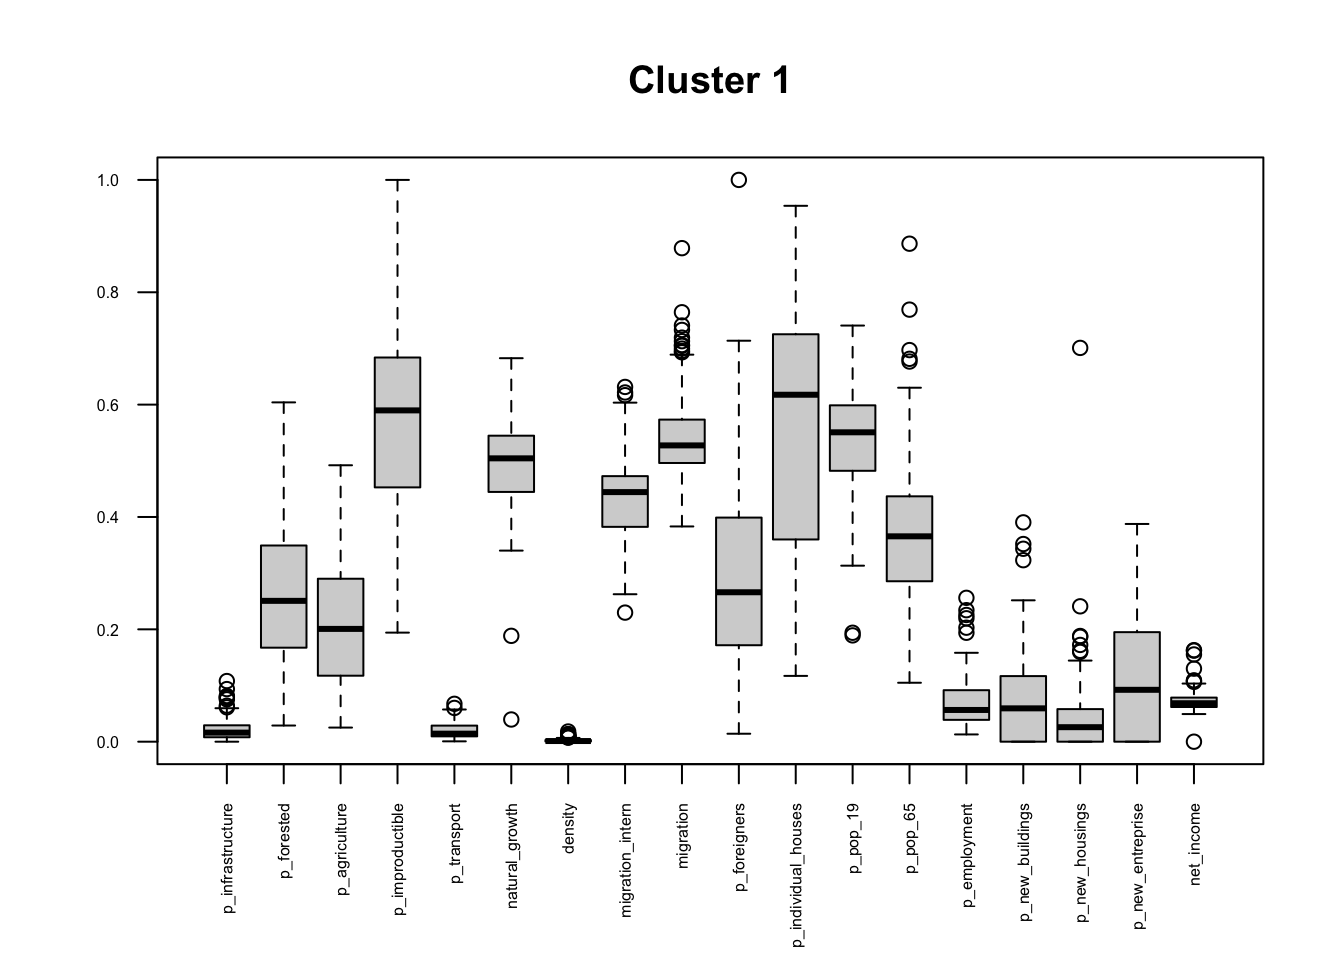 Cluster 1
1.0
0.8
0.6
0.4
0.2
0.0
p_infrastructure
p_forested
p_agriculture
p_improductible
p_transport
natural_growth
density
migration_intern
migration
p_foreigners
p_individual_houses
p_pop_19
p_pop_65
p_employment
p_new_buildings
p_new_housings
p_new_entreprise
net_income